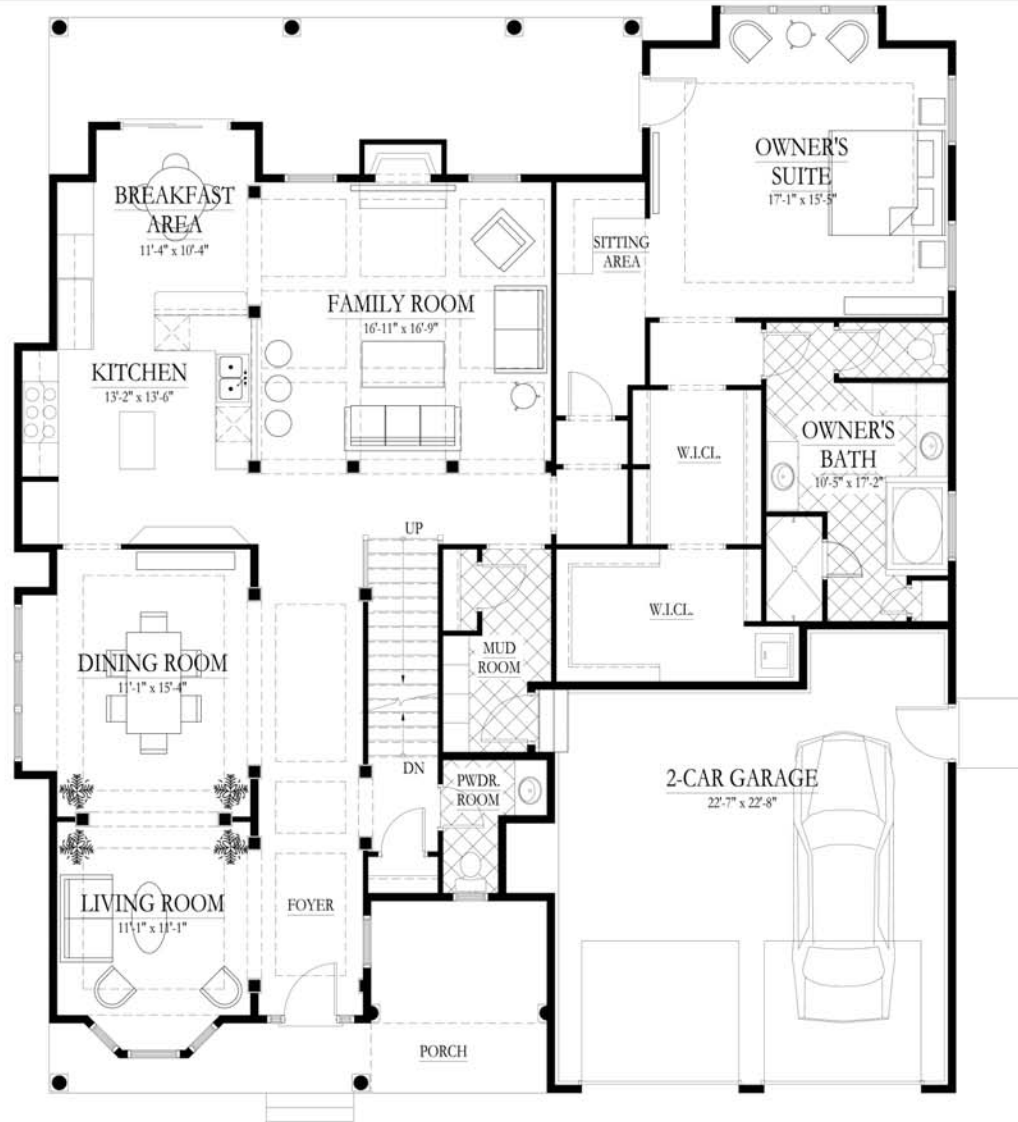 OWNER'S
SUITE
17'-1" x 15'-5"
BREAKFAST
AREA
11'-4" x 10'-4"
SITTING
AREA
FAMILY ROOM
16'-11" x 16'-9"
KITCHEN
13'-2" x 13'-6"
W.I.CL.
OWNER'S
BATH
10'-5" x 17'-2"
UP
W.I.CL.
MUD
ROOM
DINING ROOM
11'-1" x 15'-4"
DN
PWDR.
ROOM
2-CAR GARAGE
22'-7" x 22'-8"
LIVING ROOM
11'-1" x 11'-1"
FOYER
PORCH